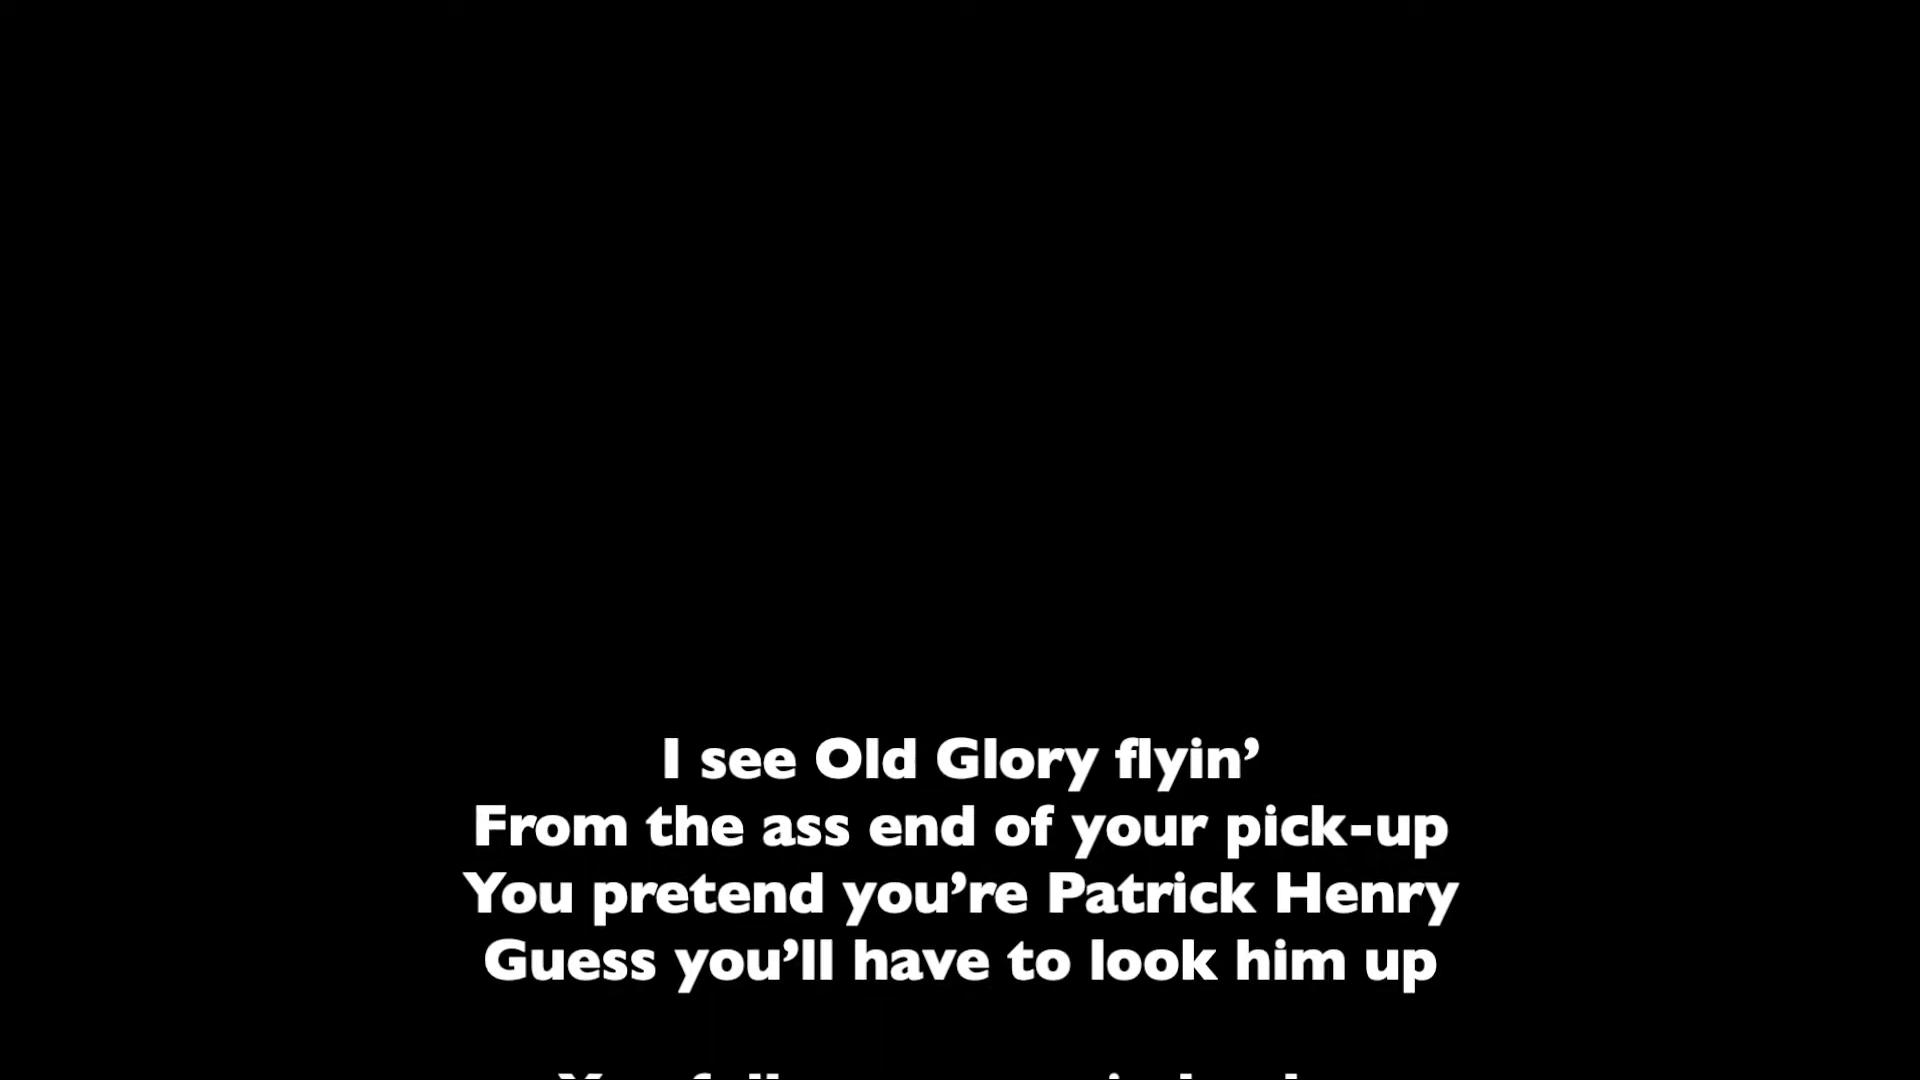 I see Old Glory flyin’
From the ass end of your pick-up
You pretend you’re Patrick Henry
Guess you’ll have to look him up